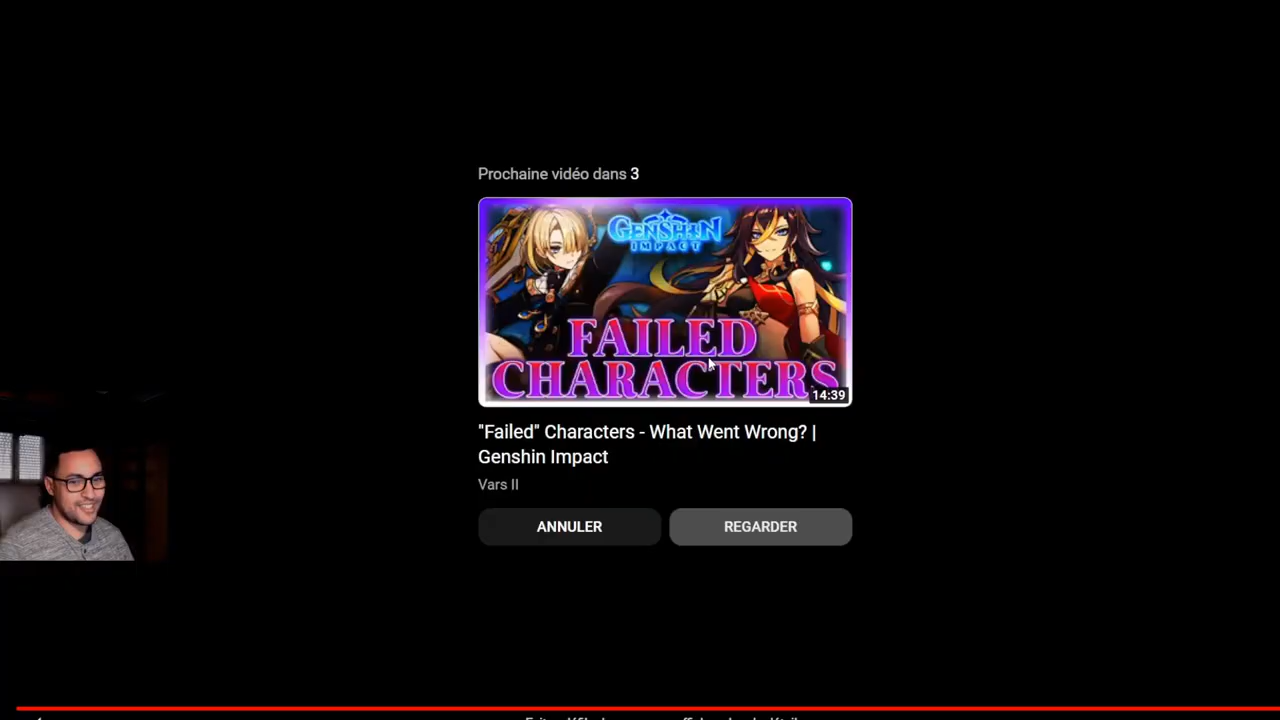 Prochaine vidéo dans 3
GENSHIN
IMPACT
FAILED
CHARACTERS
14:39
"Failed" Characters - What Went Wrong? |
Genshin Impact
Vars II
ANNULER
REGARDER